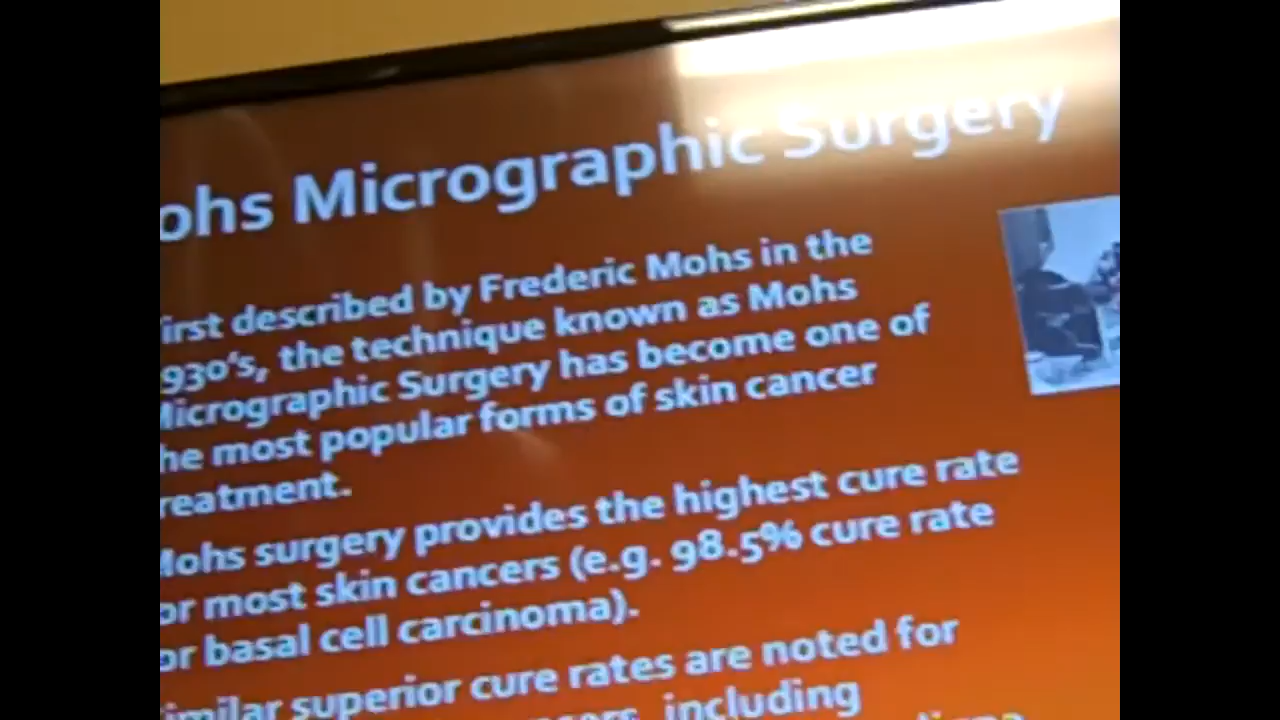 ohs Micrographic Surgery
irst described by Frederic Mohs in the
930's, the technique known as Mohs
icrographic Surgery has become one of
he most popular forms of skin cancer
reatment.
ohs surgery provides the highest cure rate
or most skin cancers (e.g. 98.5% cure rate
or basal cell carcinoma).
imilar superior cure rates are noted for
including